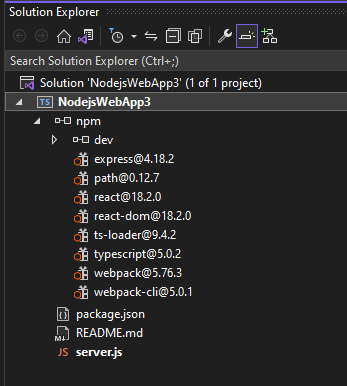 Solution Explorer
Search Solution Explorer (Ctrl+;)
Solution 'NodejsWebApp3' (1 of 1 project)
TS NodejsWebApp3
npm
dev
express@4.18.2
path@0.12.7
react@18.2.0
react-dom@18.2.0
ts-loader@9.4.2
typescript@5.0.2
webpack@5.76.3
webpack-cli@5.0.1
package.json
M↓ README.md
JS server.js